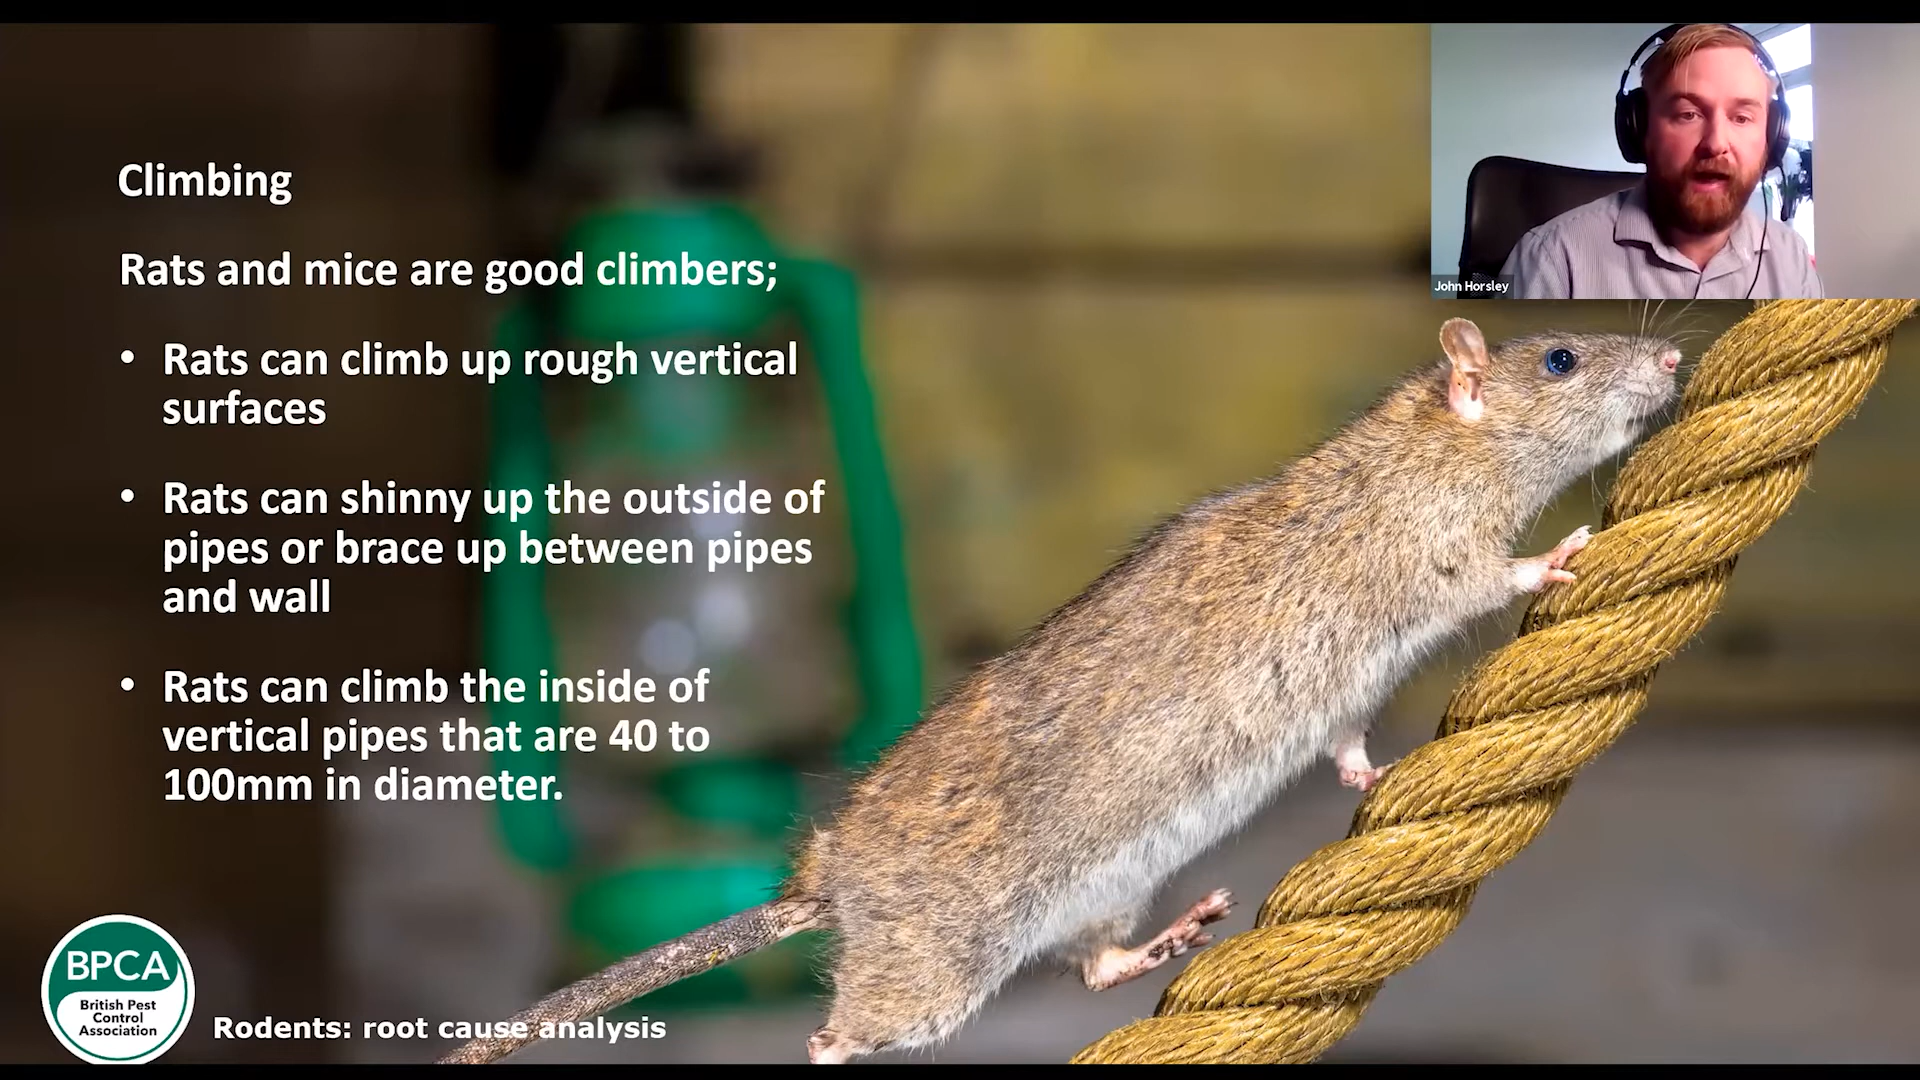 Climbing
Rats and mice are good climbers;
• Rats can climb up rough vertical
surfaces
• Rats can shinny up the outside of
pipes or brace up between pipes
and wall
• Rats can climb the inside of
vertical pipes that are 40 to
100mm in diameter.
John Horsley
BPCA
British Pest
Control
Association
Rodents: root cause analysis